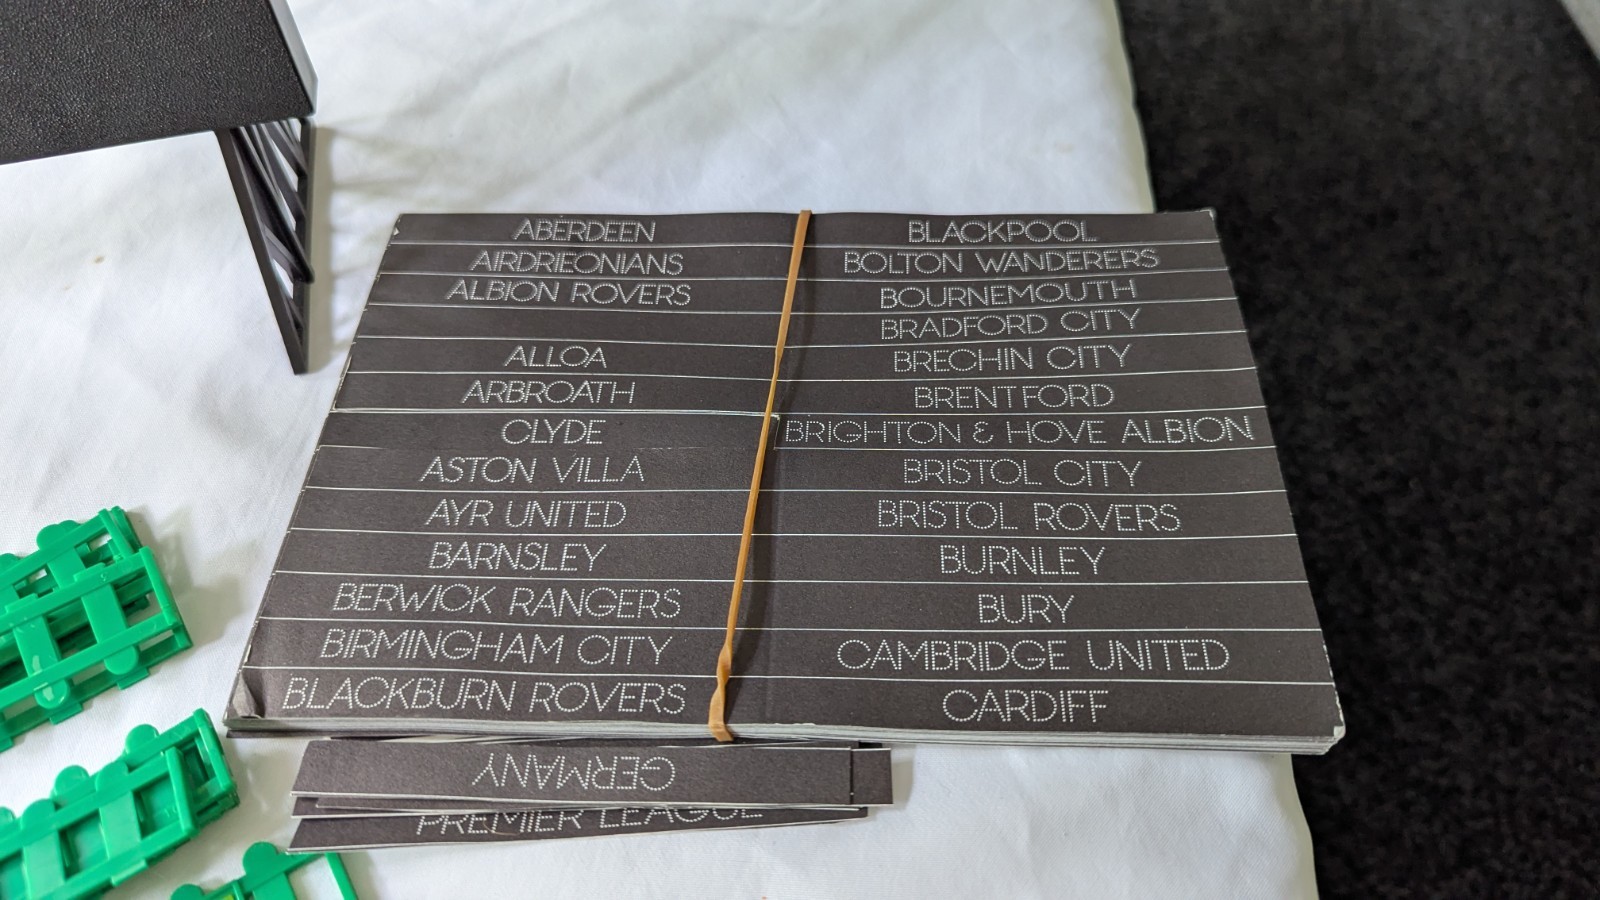 ABERDEEN
AIRDRIEONIANS
ALBION ROVERS
ALLOA
ARBROATH
CLYDE
ASTON VILLA
AYR UNITED
BARNSLEY
BERWICK RANGERS
BIRMINGHAM CITY
BLACKBURN ROVERS
BLACKPOOL
BOLTON WANDERERS
BOURNEMOUTH
BRADFORD CITY
BRECHIN CITY
BRENTFORD
BRIGHTON & HOVE ALBION
BRISTOL CITY
BRISTOL ROVERS
BURNLEY
BURY
CAMBRIDGE UNITED
CARDIFF
GERMANY
PREMIER LEAGUE